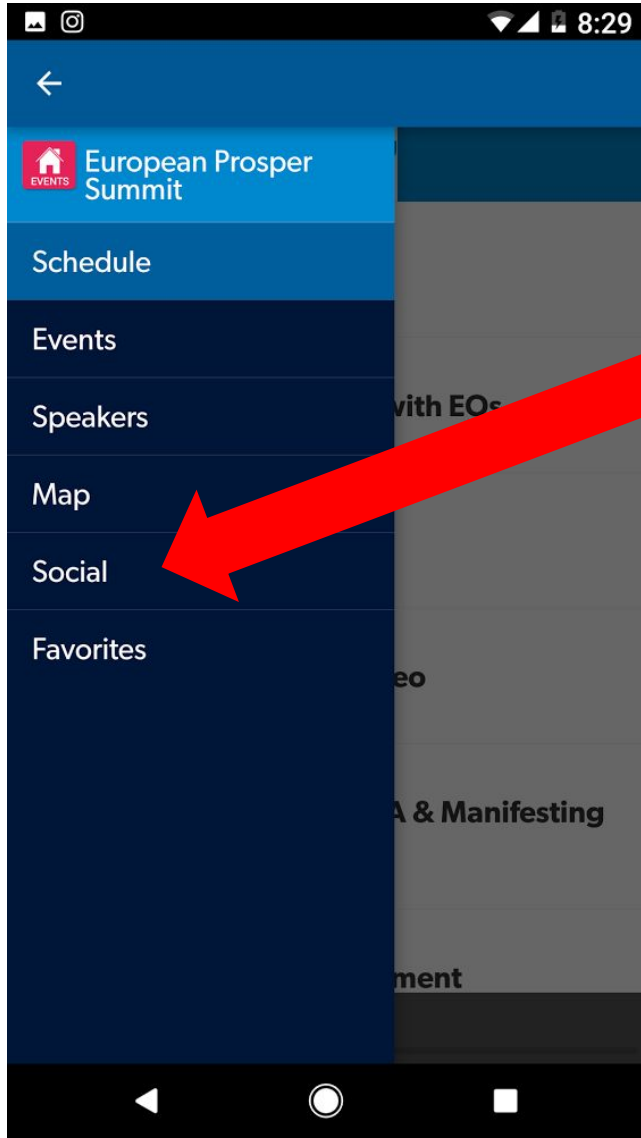 8:29
EVENTS
European Prosper
Summit
Schedule
Events
Speakers
with EOs
Map
Social
Favorites
eo
A & Manifesting
ment